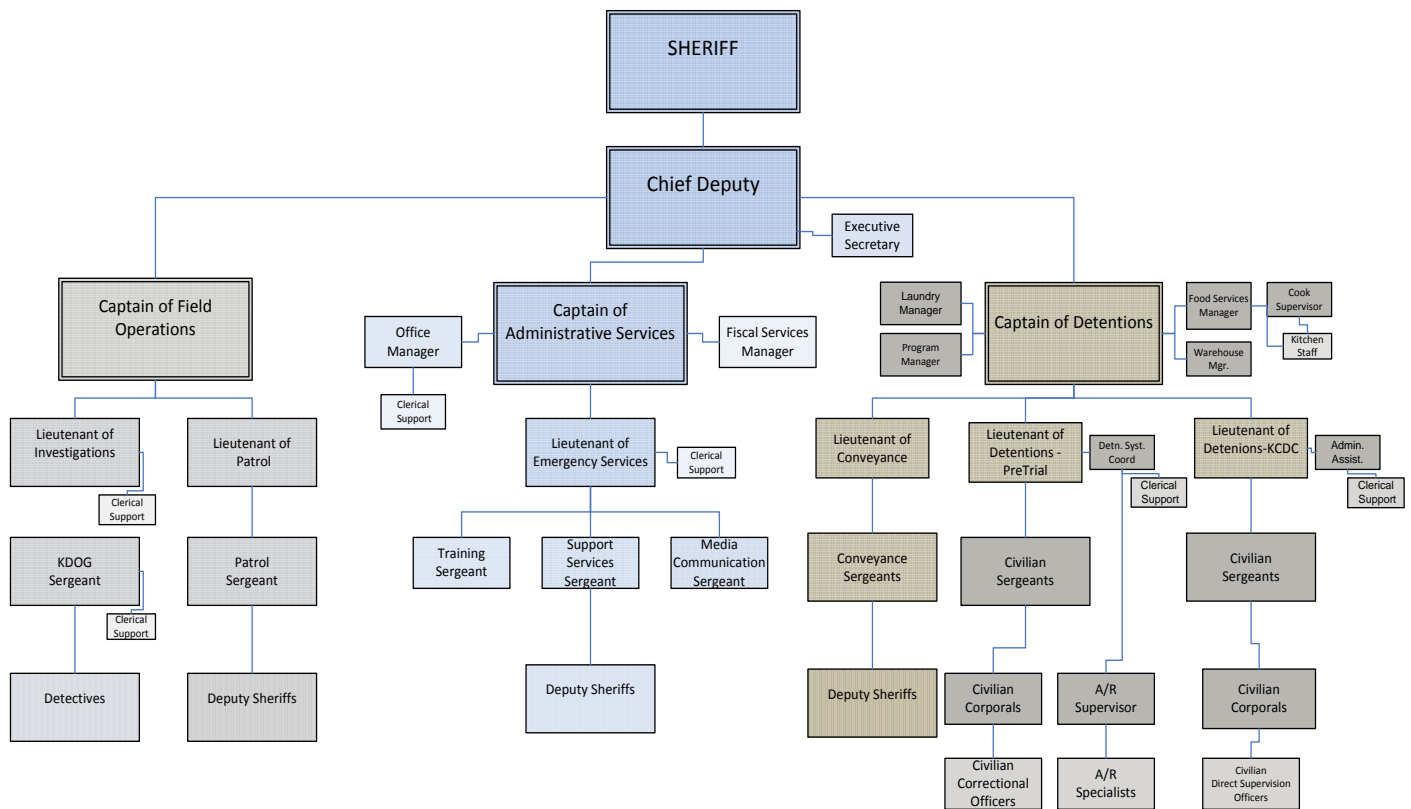 SHERIFF
Chief Deputy
Executive
Secretary
Captain of Field
Operations
Captain of
Administrative Services
Office
Manager
Fiscal Services
Manager
Clerical
Support
Laundry
Manager
Program
Manager
Captain of Detentions
Food Services
Manager
Cook
Supervisor
Kitchen
Staff
Warehouse
Mgr.
Lieutenant of
Investigations
Clerical
Support
Lieutenant of
Patrol
Lieutenant of
Emergency Services
Clerical
Support
Lieutenant of
Conveyance
Lieutenant of
Detentions -
PreTrial
Detn. Syst.
Coord
Clerical
Support
Lieutenant of
Detenions-KCDC
Admin.
Assist.
Clerical
Support
KDOG
Sergeant
Clerical
Support
Patrol
Sergeant
Training
Sergeant
Support
Services
Sergeant
Media
Communication
Sergeant
Conveyance
Sergeants
Civilian
Sergeants
Civilian
Sergeants
Detectives
Deputy Sheriffs
Deputy Sheriffs
Deputy Sheriffs
Civilian
Corporals
A/R
Supervisor
Civilian
Corporals
Civilian
Correctional
Officers
A/R
Specialists
Civilian
Direct Supervision
Officers